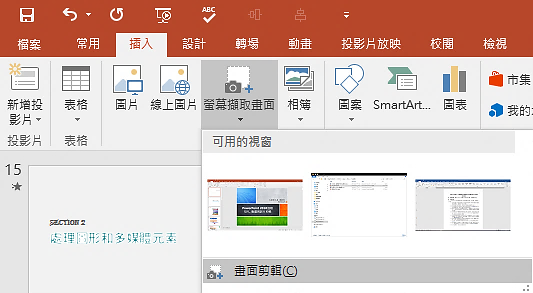 ABC
檔案 常用 插入 設計 轉場 動畫 投影片放映 校閱 檢視
新增投影片 表格 圖片 線上圖片 螢幕擷取畫面 相簿 圖案 SmartArt... 圖表 市集
我的
投影片 表格
可用的視窗
15
SECTION 2
處理圖形和多媒體元素
畫面剪輯(C)